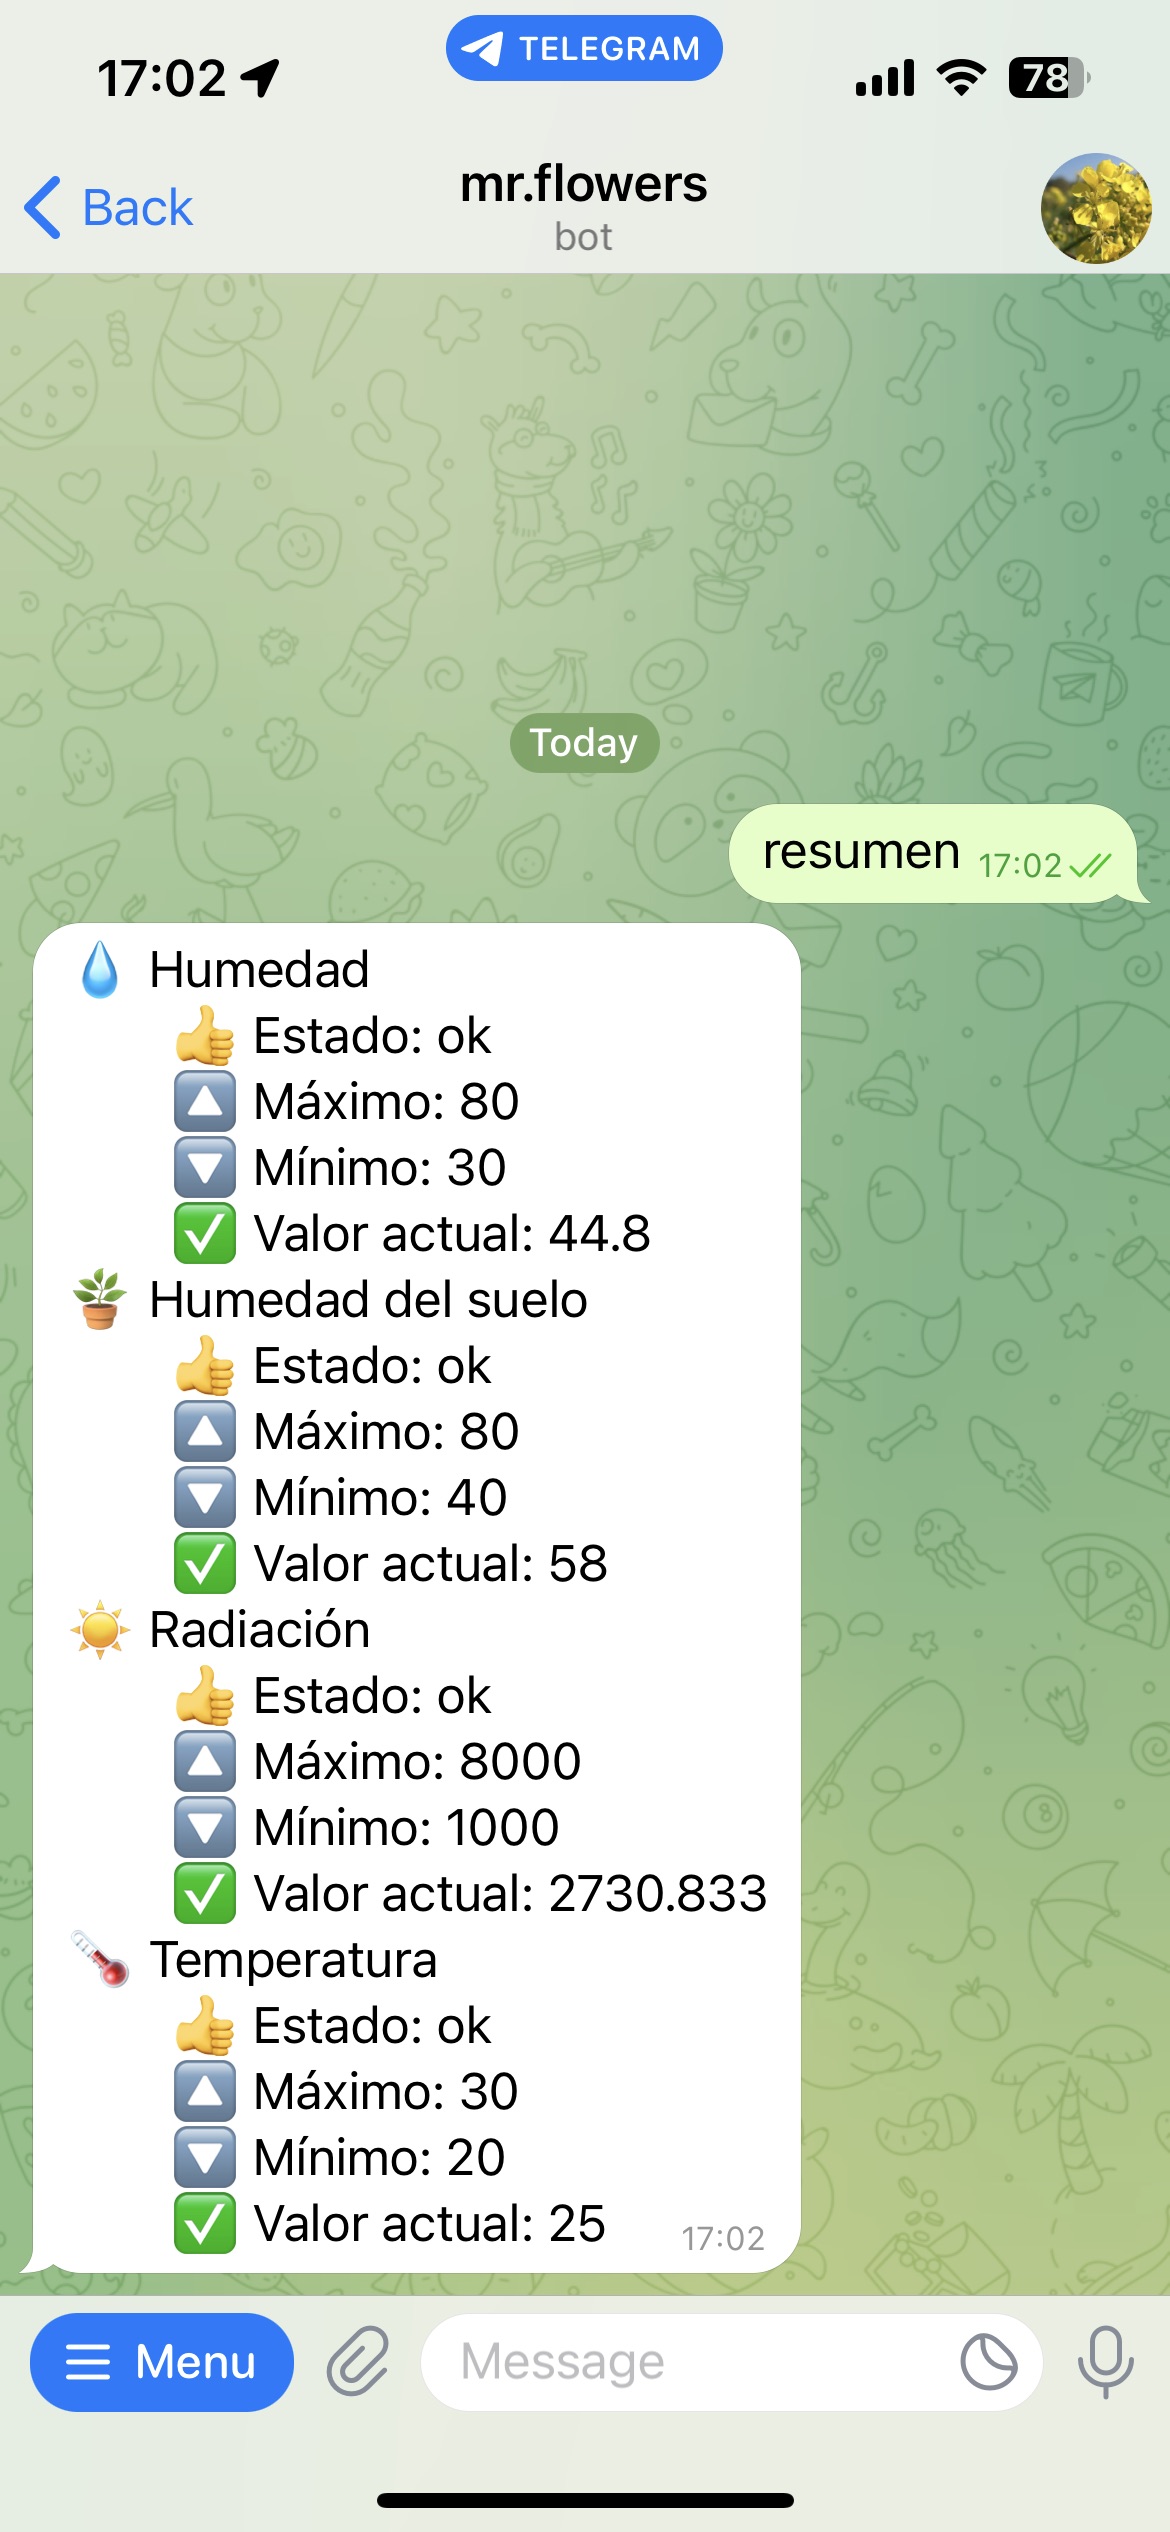 17:02
TELEGRAM
78
Back
mr.flowers
bot
Today
resumen 17:02
💧 Humedad
👍 Estado: ok
🔼 Máximo: 80
🔽 Mínimo: 30
✅ Valor actual: 44.8
🪴 Humedad del suelo
👍 Estado: ok
🔼 Máximo: 80
🔽 Mínimo: 40
✅ Valor actual: 58
☀️ Radiación
👍 Estado: ok
🔼 Máximo: 8000
🔽 Mínimo: 1000
✅ Valor actual: 2730.833
🌡️ Temperatura
👍 Estado: ok
🔼 Máximo: 30
🔽 Mínimo: 20
✅ Valor actual: 25 17:02
Menu
Message